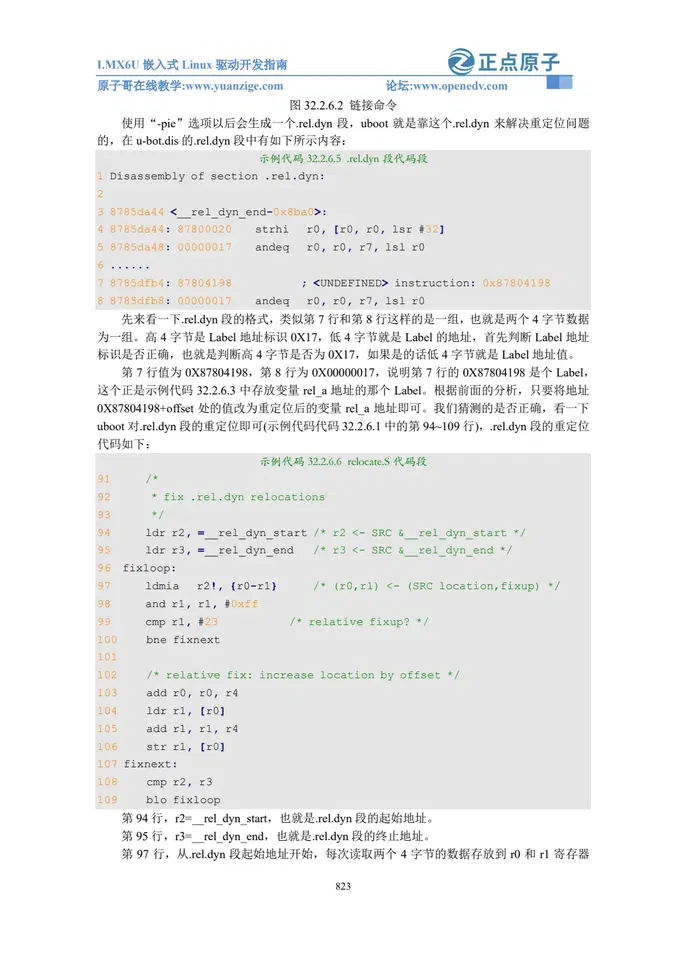 I.MX6U 嵌入式 Linux 驱动开发指南
正点原子
原子哥在线教学:www.yuanzige.com 论坛:www.openedv.com
图 32.2.6.2 链接命令
使用“-pie”选项以后会生成一个.rel.dyn 段，uboot 就是靠这个.rel.dyn 来解决重定位问题
的，在 u-bot.dis 的.rel.dyn 段中有如下所示内容：
示例代码 32.2.6.5 .rel.dyn 段代码段
1 Disassembly of section .rel.dyn:
2
3 8785da44 <__rel_dyn_end-0x8ba0>:
4 8785da44: 87800020 strhi r0, [r0, r0, lsr #32]
5 8785da48: 00000017 andeq r0, r0, r7, lsl r0
6 ......
7 8785dfb4: 87804198 ; <UNDEFINED> instruction: 0x87804198
8 8785dfb8: 00000017 andeq r0, r0, r7, lsl r0
先来看一下.rel.dyn 段的格式，类似第 7 行和第 8 行这样的是一组，也就是两个 4 字节数据
为一组。高 4 字节是 Label 地址标识 0X17，低 4 字节就是 Label 的地址，首先判断 Label 地址
标识是否正确，也就是判断高 4 字节是否为 0X17，如果是的话低 4 字节就是 Label 地址值。
第 7 行值为 0X87804198，第 8 行为 0X00000017，说明第 7 行的 0X87804198 是个 Label，
这个正是示例代码 32.2.6.3 中存放变量 rel_a 地址的那个 Label。根据前面的分析，只要将地址
0X87804198+offset 处的值改为重定位后的变量 rel_a 地址即可。我们猜测的是否正确，看一下
uboot 对.rel.dyn 段的重定位即可(示例代码代码 32.2.6.1 中的第 94~109 行)，.rel.dyn 段的重定位
代码如下：
示例代码 32.2.6.6 relocate.S 代码段
91 /*
92 * fix .rel.dyn relocations
93 */
94 ldr r2, =__rel_dyn_start /* r2 <- SRC &__rel_dyn_start */
95 ldr r3, =__rel_dyn_end /* r3 <- SRC &__rel_dyn_end */
96 fixloop:
97 ldmia r2!, {r0-r1} /* (r0,r1) <- (SRC location,fixup) */
98 and r1, r1, #0xff
99 cmp r1, #23 /* relative fixup? */
100 bne fixnext
101
102 /* relative fix: increase location by offset */
103 add r0, r0, r4
104 ldr r1, [r0]
105 add r1, r1, r4
106 str r1, [r0]
107 fixnext:
108 cmp r2, r3
109 blo fixloop
第 94 行，r2=__rel_dyn_start，也就是.rel.dyn 段的起始地址。
第 95 行，r3=__rel_dyn_end，也就是.rel.dyn 段的终止地址。
第 97 行，从.rel.dyn 段起始地址开始，每次读取两个 4 字节的数据存放到 r0 和 r1 寄存器
823